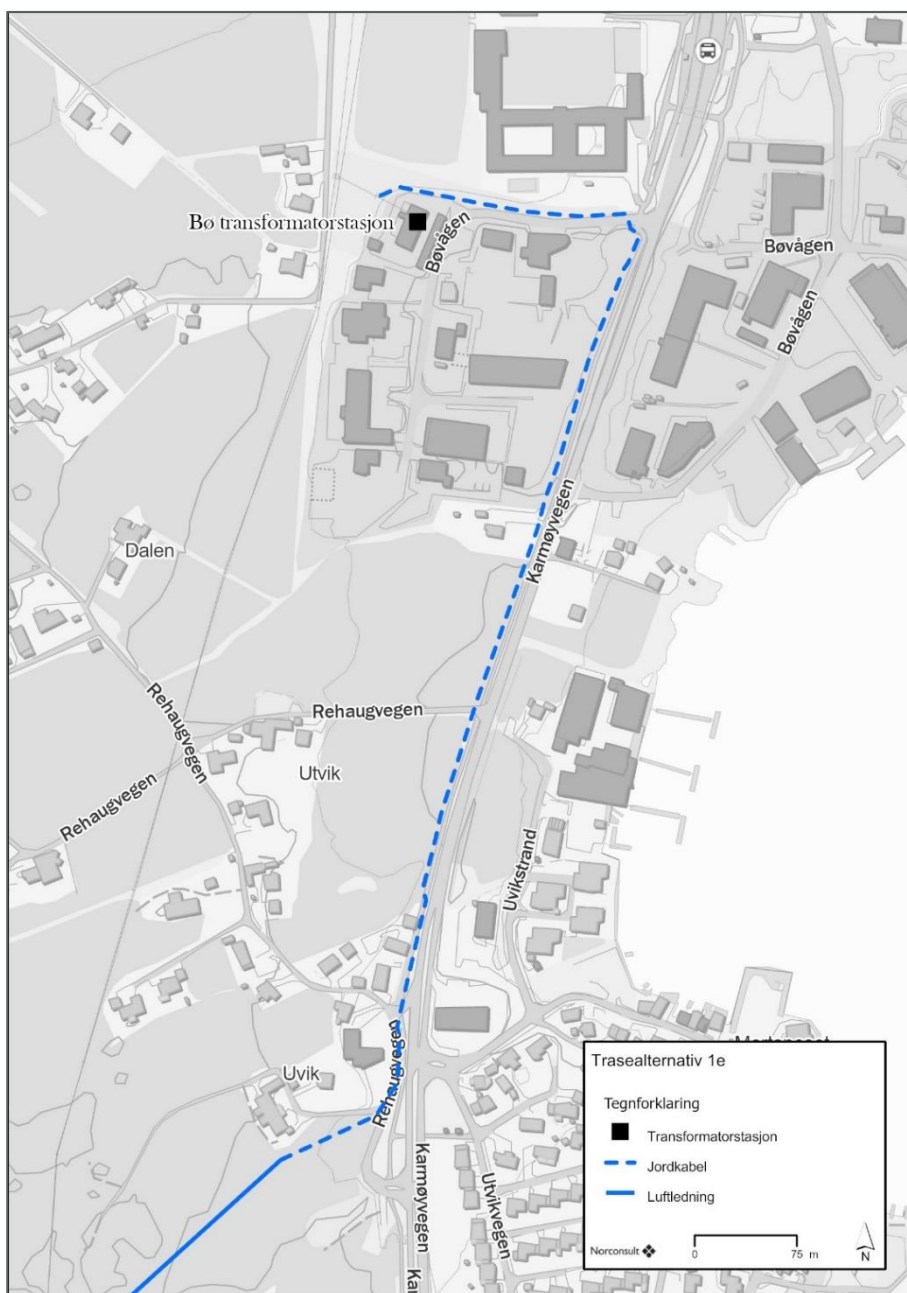 Bø transformatorstasjon
Bøvågen
Bøvågen
Bøvågen
Karmøyvegen
Dalen
Rehaugvegen
Rehaugvegen
Utvik
Rehaugvegen
Uvikstrand
Rehaugvegen
Uvik
Karmøyvegen
Utvikvegen
Trasealternativ 1e
Tegnforklaring
Transformatorstasjon
Jordkabel
Luftledning
Norconsult
0 75 m
N